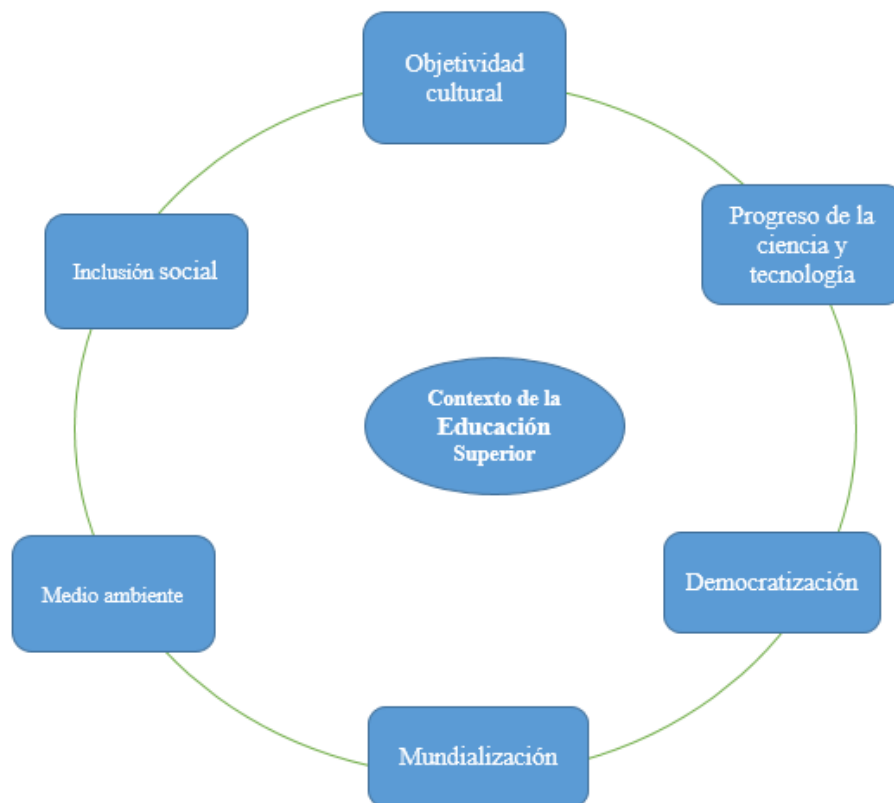 Objetividad
cultural
Progreso de la
ciencia y
tecnología
Inclusión social
Contexto de la
Educación
Superior
Democratización
Medio ambiente
Mundialización